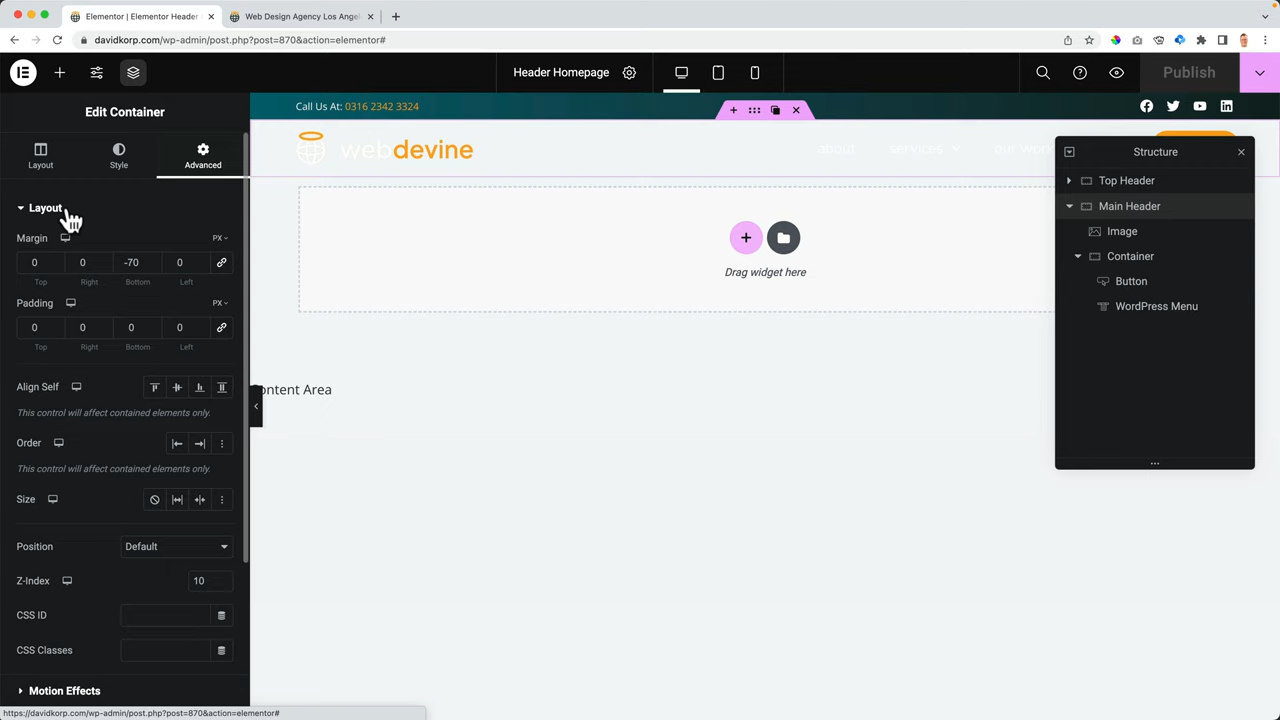 Elementor | Elementor Header
Web Design Agency Los Angel
davidkorp.com/wp-admin/post.php?post=870&action=elementor#
Header Homepage
Publish
Edit Container
Layout
Style
Advanced
Call Us At: 0316 2342 3324
webdevine
about
services
our work
Layout
Margin
PX
0
0
-70
0
Top
Right
Bottom
Left
Padding
PX
0
0
0
0
Top
Right
Bottom
Left
Align Self
This control will affect contained elements only.
Order
This control will affect contained elements only.
Size
Position
Default
Z-Index
10
CSS ID
CSS Classes
Motion Effects
Drag widget here
Content Area
Structure
Top Header
Main Header
Image
Container
Button
WordPress Menu
https://davidkorp.com/wp-admin/post.php?post=870&action=elementor#